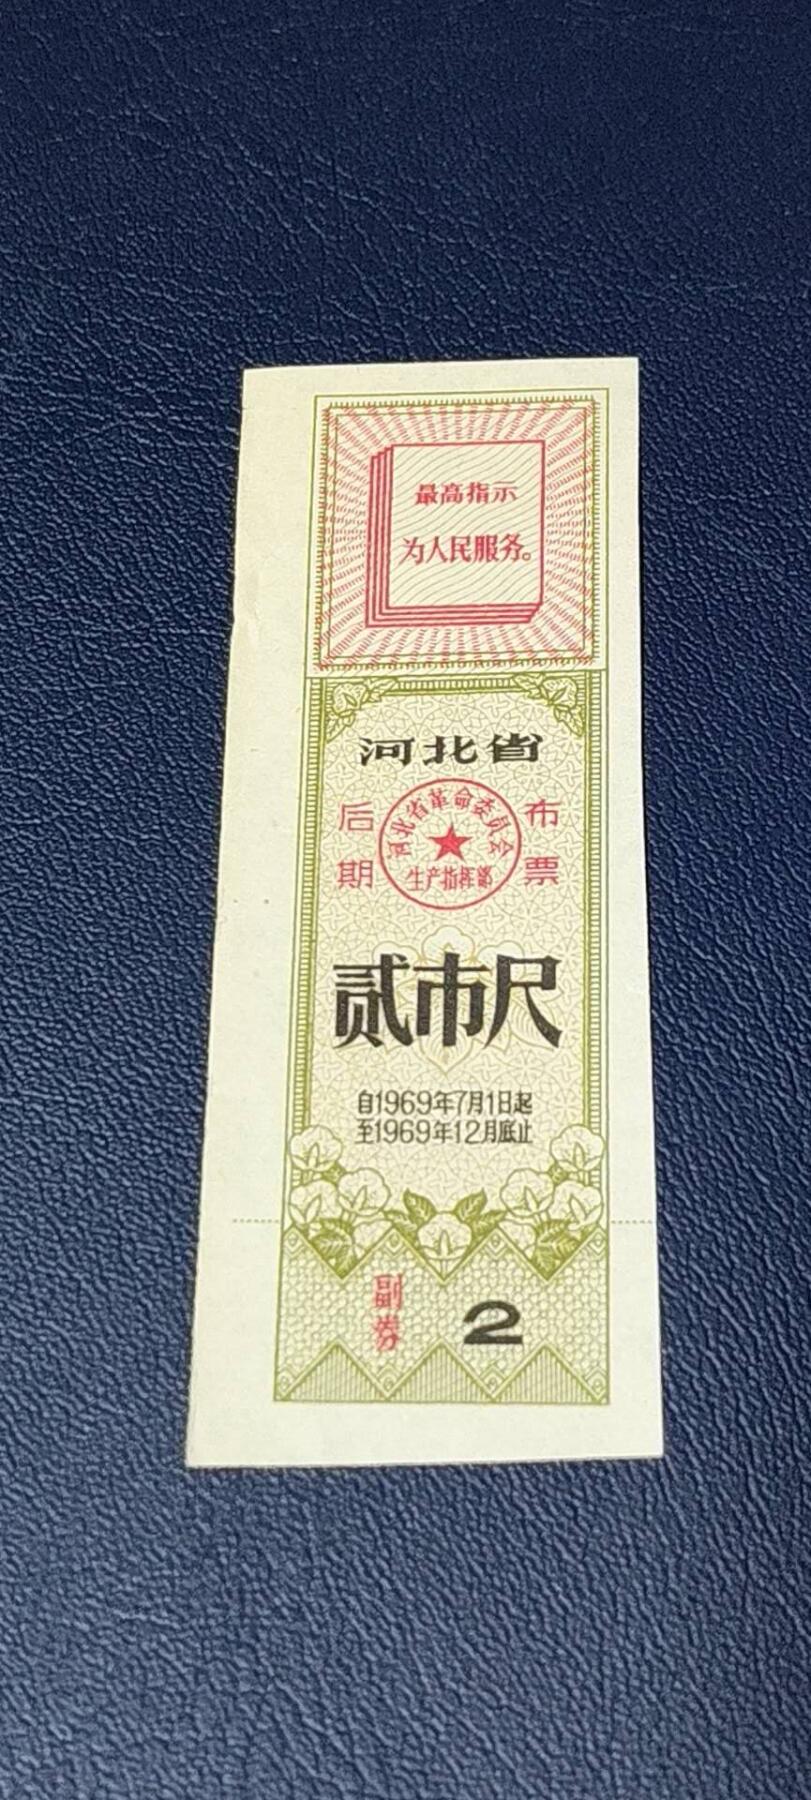 最高指示
为人民服务。
河北省
后期
布票
河北省革命委员会
生产指挥部
贰市尺
自1969年7月1日起
至1969年12月底止
副券
2